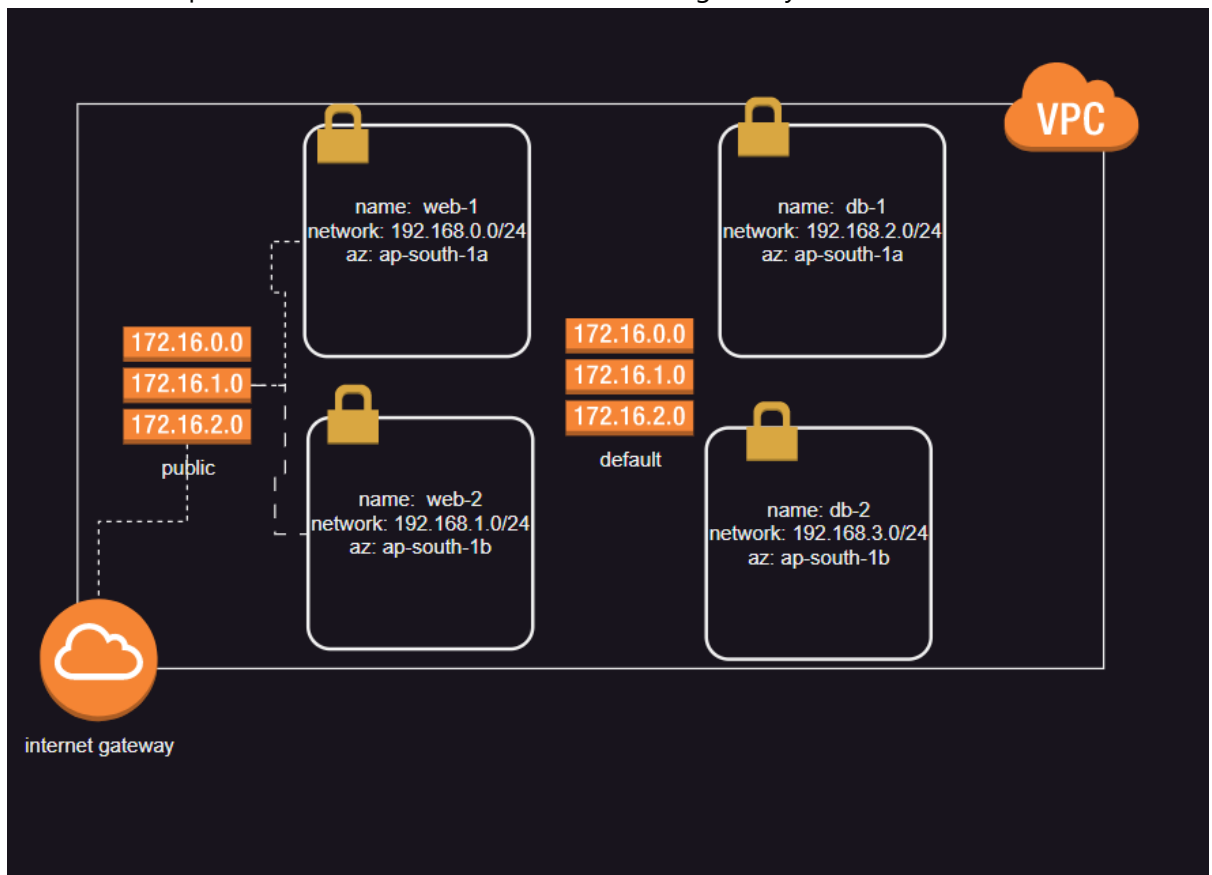 VPC
name: web-1
network: 192.168.0.0/24
az: ap-south-1a
name: db-1
network: 192.168.2.0/24
az: ap-south-1a
172.16.0.0
172.16.1.0
172.16.2.0
public
172.16.0.0
172.16.1.0
172.16.2.0
default
name: web-2
network: 192.168.1.0/24
az: ap-south-1b
name: db-2
network: 192.168.3.0/24
az: ap-south-1b
internet gateway